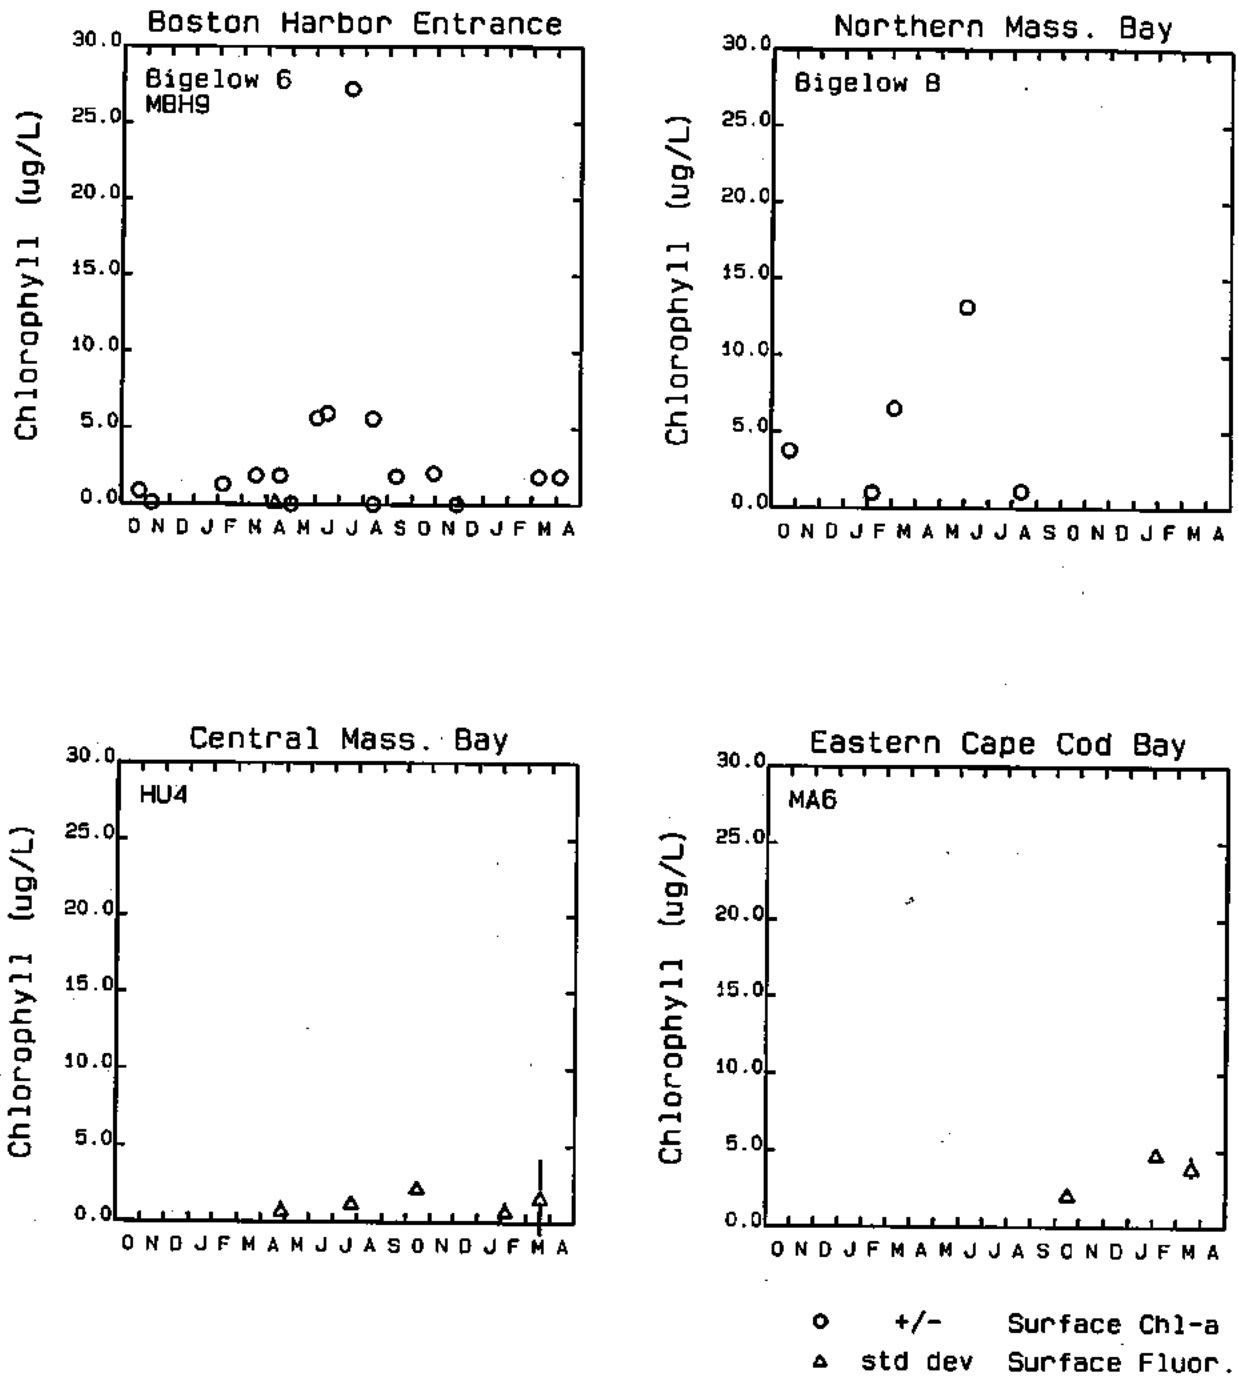 Boston Harbor Entrance
30.0
Bigelow 6
MBH9
25.0
20.0
15.0
10.0
5.0
0.0
Chlorophyll (ug/L)
O N D J F M A M J J A S O N D J F M A
Northern Mass. Bay
30.0
Bigelow 8
25.0
20.0
15.0
10.0
5.0
0.0
Chlorophyll (ug/L)
O N D J F M A M J J A S O N D J F M A
Central Mass. Bay
30.0
HU4
25.0
20.0
15.0
10.0
5.0
0.0
Chlorophyll (ug/L)
O N D J F M A M J J A S O N D J F M A
Eastern Cape Cod Bay
30.0
MA6
25.0
20.0
15.0
10.0
5.0
0.0
Chlorophyll (ug/L)
O N D J F M A M J J A S O N D J F M A
+/- Surface Chl-a
std dev Surface Fluor.